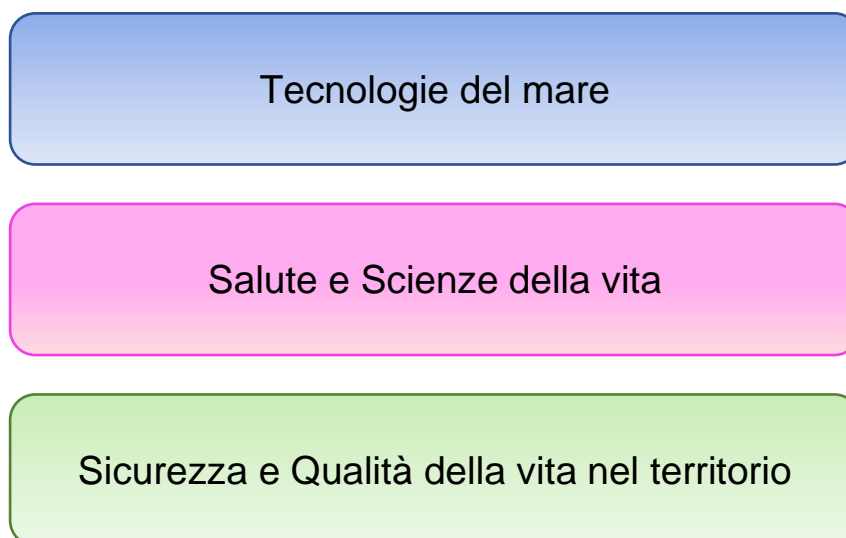 Tecnologie del mare
Salute e Scienze della vita
Sicurezza e Qualità della vita nel territorio